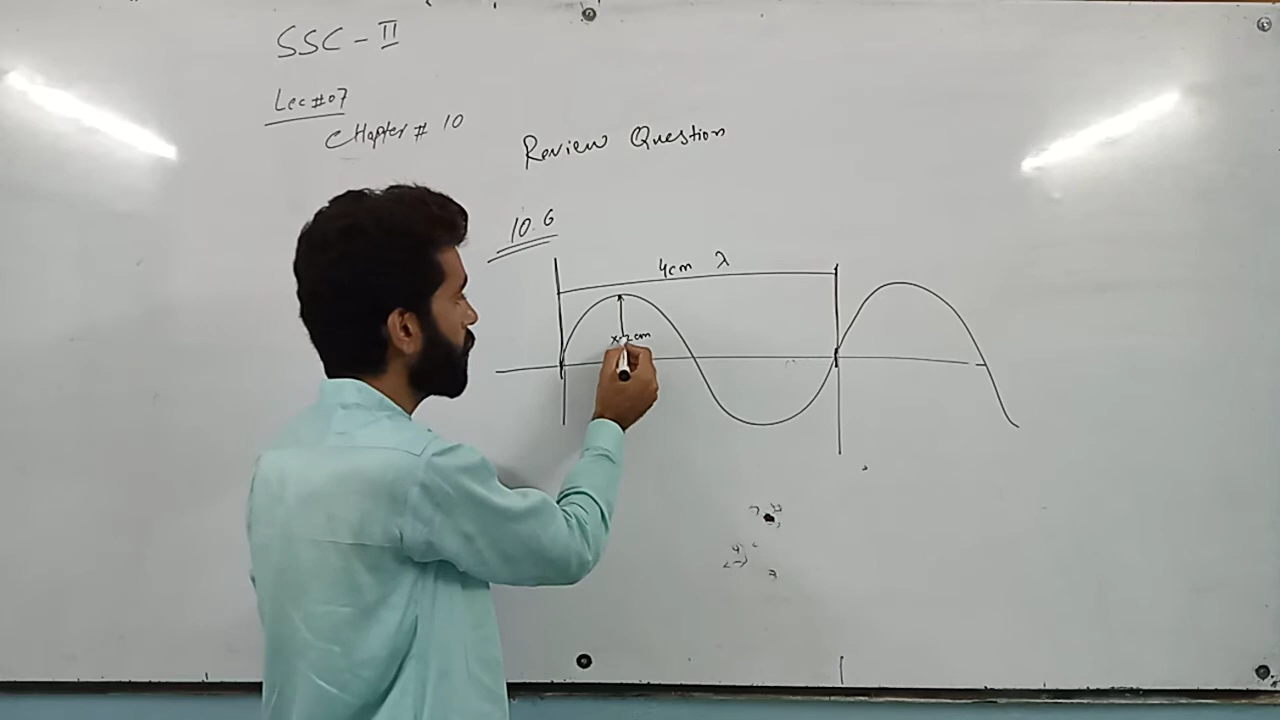 SSC - II
Lec # 07
CHapter # 10
Review Question
10.6
4cm λ
x=2cm